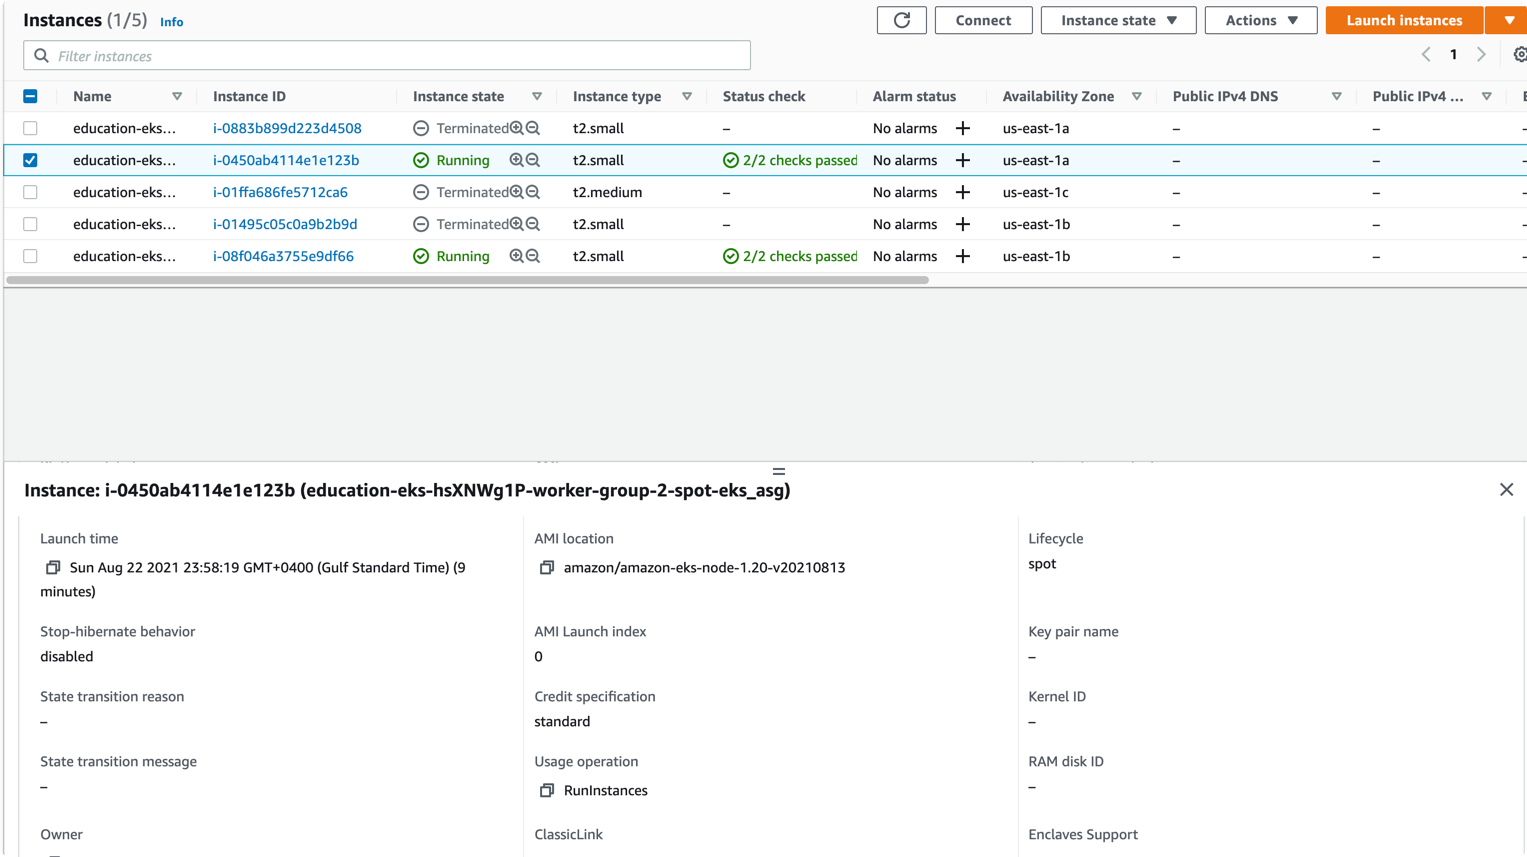 Instances (1/5) Info
Connect Instance state Actions Launch instances
Filter instances
1
Name Instance ID Instance state Instance type Status check Alarm status Availability Zone Public IPv4 DNS Public IPv4 ...
education-eks... i-0883b899d223d4508 Terminated t2.small – No alarms + us-east-1a – –
education-eks... i-0450ab4114e1e123b Running t2.small 2/2 checks passed No alarms + us-east-1a – –
education-eks... i-01ffa686fe5712ca6 Terminated t2.medium – No alarms + us-east-1c – –
education-eks... i-01495c05c0a9b2b9d Terminated t2.small – No alarms + us-east-1b – –
education-eks... i-08f046a3755e9df66 Running t2.small 2/2 checks passed No alarms + us-east-1b – –
Instance: i-0450ab4114e1e123b (education-eks-hsXNWg1P-worker-group-2-spot-eks_asg)
Launch time
Sun Aug 22 2021 23:58:19 GMT+0400 (Gulf Standard Time) (9
minutes)
AMI location
amazon/amazon-eks-node-1.20-v20210813
Lifecycle
spot
Stop-hibernate behavior
disabled
AMI Launch index
0
Key pair name
–
State transition reason
–
Credit specification
standard
Kernel ID
–
State transition message
–
Usage operation
RunInstances
RAM disk ID
–
Owner
ClassicLink
Enclaves Support